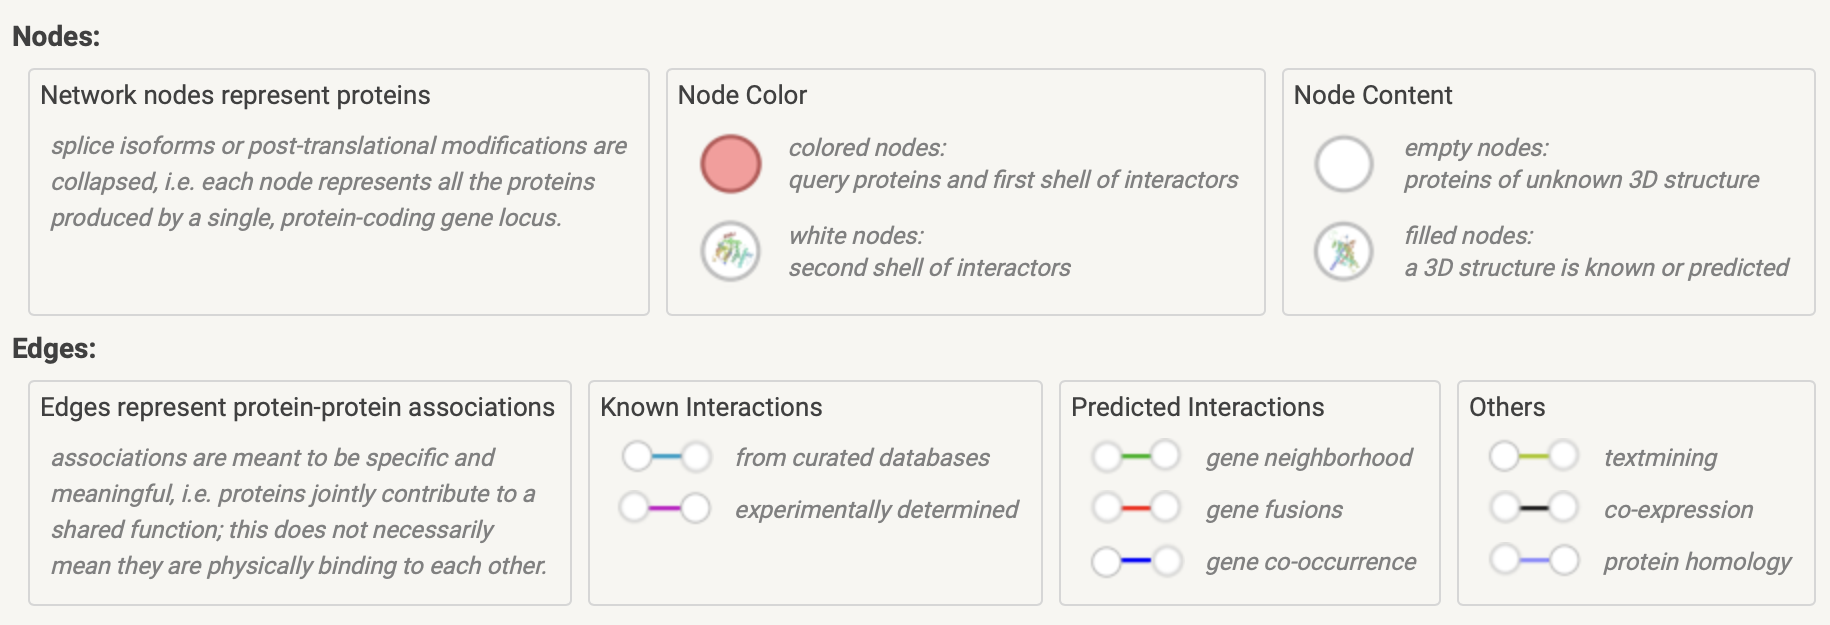 Nodes:
Network nodes represent proteins
splice isoforms or post-translational modifications are
collapsed, i.e. each node represents all the proteins
produced by a single, protein-coding gene locus.
Node Color
colored nodes:
query proteins and first shell of interactors
white nodes:
second shell of interactors
Node Content
empty nodes:
proteins of unknown 3D structure
filled nodes:
a 3D structure is known or predicted
Edges:
Edges represent protein-protein associations
associations are meant to be specific and
meaningful, i.e. proteins jointly contribute to a
shared function; this does not necessarily
mean they are physically binding to each other.
Known Interactions
from curated databases
experimentally determined
Predicted Interactions
gene neighborhood
gene fusions
gene co-occurrence
Others
textmining
co-expression
protein homology